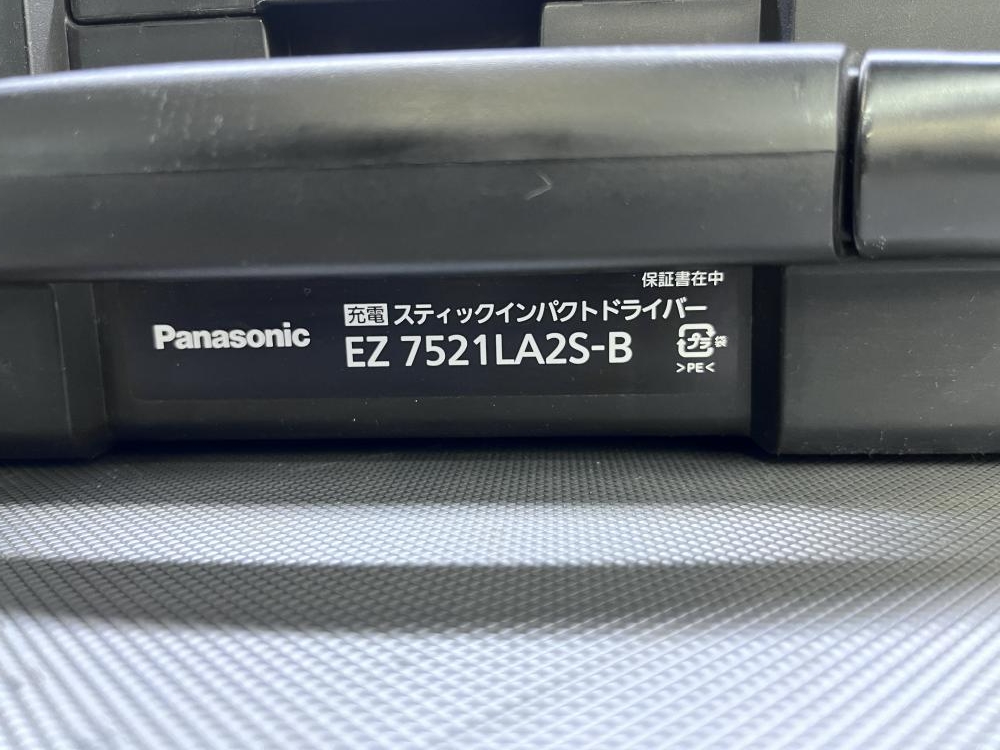 保証書在中
充電 スティックインパクトドライバー
Panasonic
EZ 7521LA2S-B
プラ 袋
>PE<